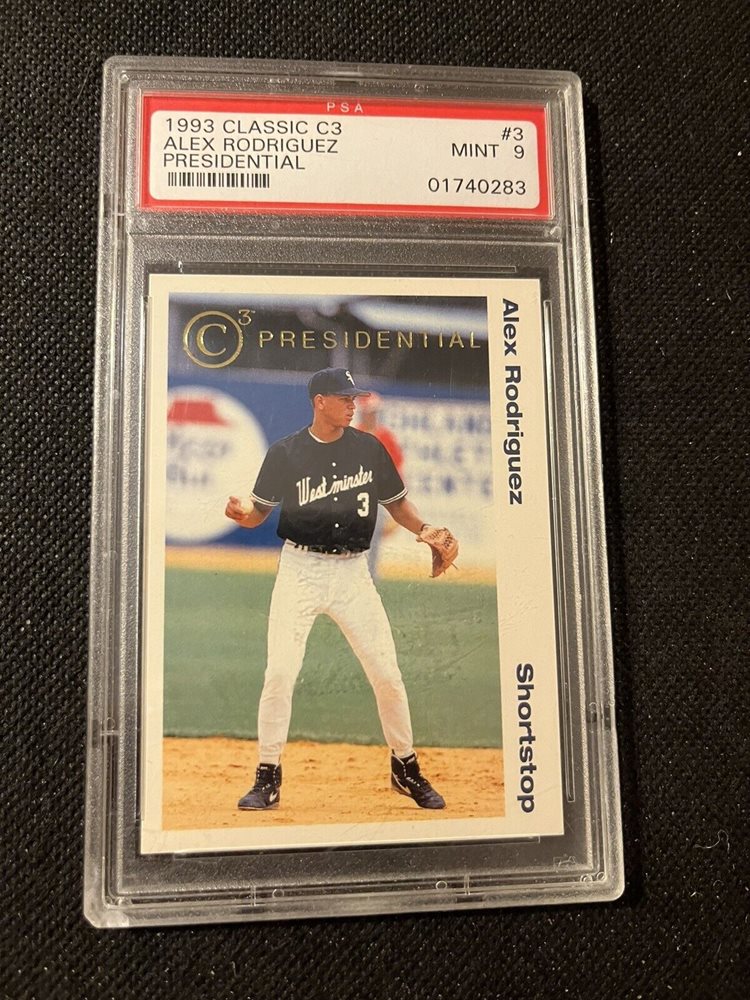 PSA
1993 CLASSIC C3 #3
ALEX RODRIGUEZ MINT 9
PRESIDENTIAL
01740283
C3 PRESIDENTIAL
Alex Rodriguez
Shortstop
Westminster
3